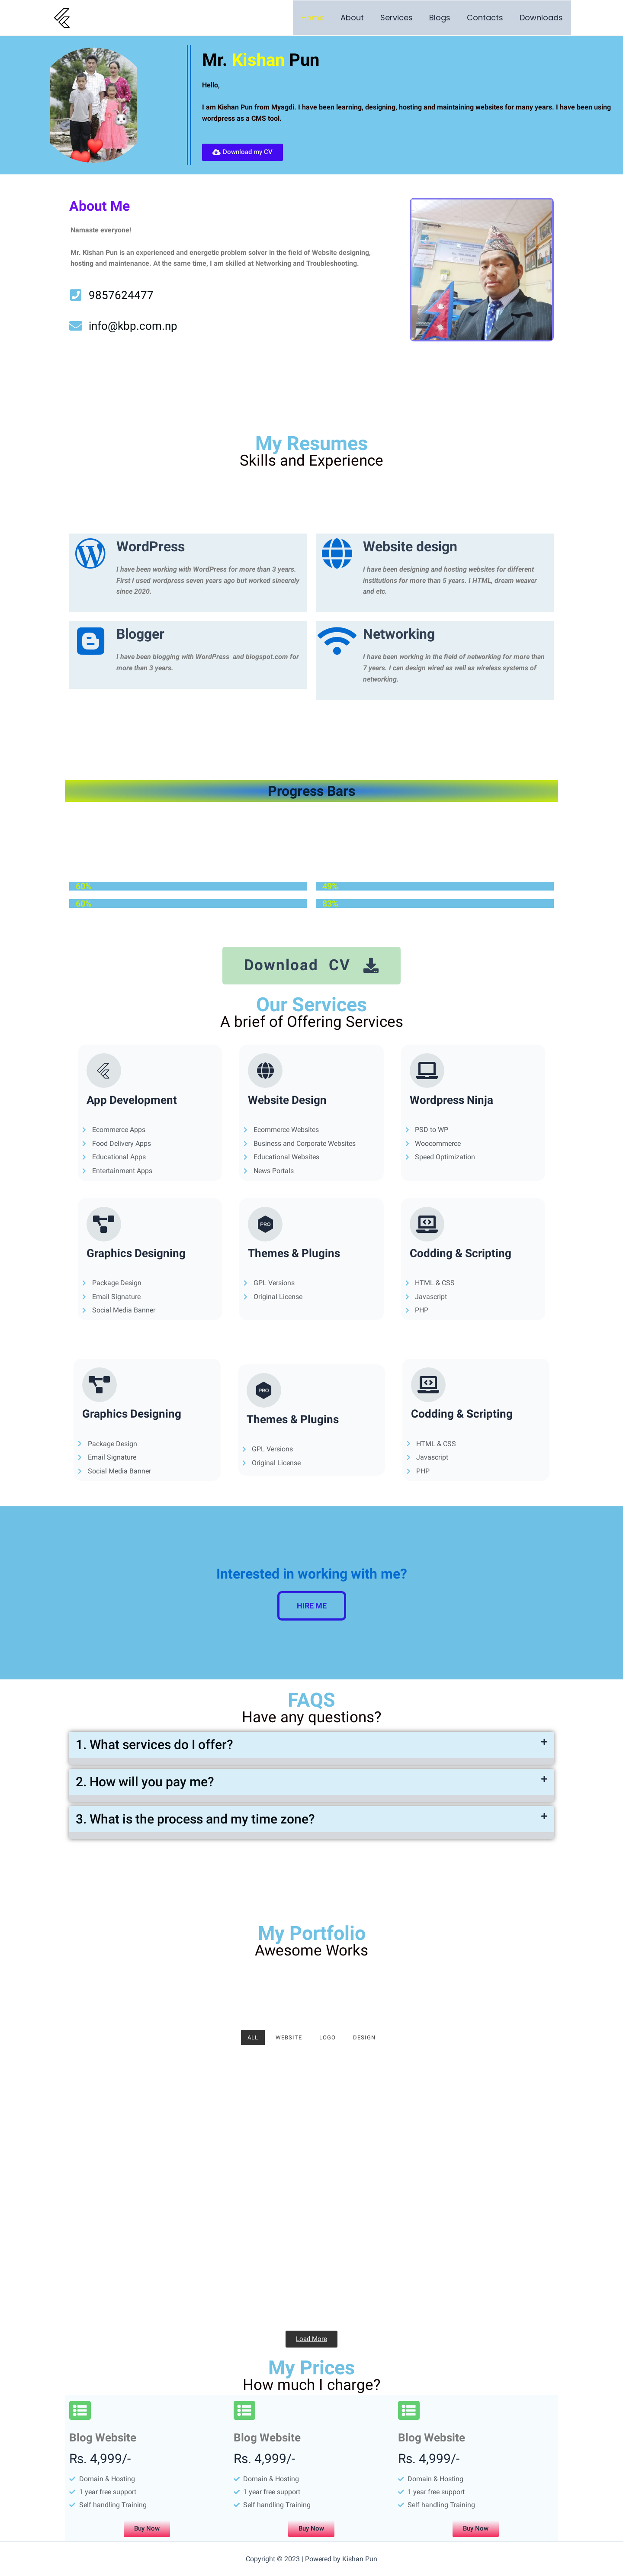 Home About Services Blogs Contacts Downloads
Mr. Kishan Pun
Hello,
I am Kishan Pun from Myagdi. I have been learning, designing, hosting and maintaining websites for many years. I have been using
wordpress as a CMS tool.
Download my CV
About Me
Namaste everyone!
Mr. Kishan Pun is an experienced and energetic problem solver in the field of Website designing,
hosting and maintenance. At the same time, I am skilled at Networking and Troubleshooting.
9857624477
info@kbp.com.np
My Resumes
Skills and Experience
WordPress
I have been working with WordPress for more than 3 years.
First I used wordpress seven years ago but worked sincerely
since 2020.
Website design
I have been designing and hosting websites for different
institutions for more than 5 years. I HTML, dream weaver
and etc.
Blogger
I have been blogging with WordPress and blogspot.com for
more than 3 years.
Networking
I have been working in the field of networking for more than
7 years. I can design wired as well as wireless systems of
networking.
Progress Bars
60%
49%
60%
83%
Download CV
Our Services
A brief of Offering Services
App Development
Ecommerce Apps
Food Delivery Apps
Educational Apps
Entertainment Apps
Website Design
Ecommerce Websites
Business and Corporate Websites
Educational Websites
News Portals
Wordpress Ninja
PSD to WP
Woocommerce
Speed Optimization
Graphics Designing
Package Design
Email Signature
Social Media Banner
PRO
Themes & Plugins
GPL Versions
Original License
Codding & Scripting
HTML & CSS
Javascript
PHP
Graphics Designing
Package Design
Email Signature
Social Media Banner
PRO
Themes & Plugins
GPL Versions
Original License
Codding & Scripting
HTML & CSS
Javascript
PHP
Interested in working with me?
HIRE ME
FAQS
Have any questions?
1. What services do I offer?
2. How will you pay me?
3. What is the process and my time zone?
My Portfolio
Awesome Works
ALL WEBSITE LOGO DESIGN
Load More
My Prices
How much I charge?
Blog Website
Rs. 4,999/-
Domain & Hosting
1 year free support
Self handling Training
Buy Now
Blog Website
Rs. 4,999/-
Domain & Hosting
1 year free support
Self handling Training
Buy Now
Blog Website
Rs. 4,999/-
Domain & Hosting
1 year free support
Self handling Training
Buy Now
Copyright © 2023 | Powered by Kishan Pun